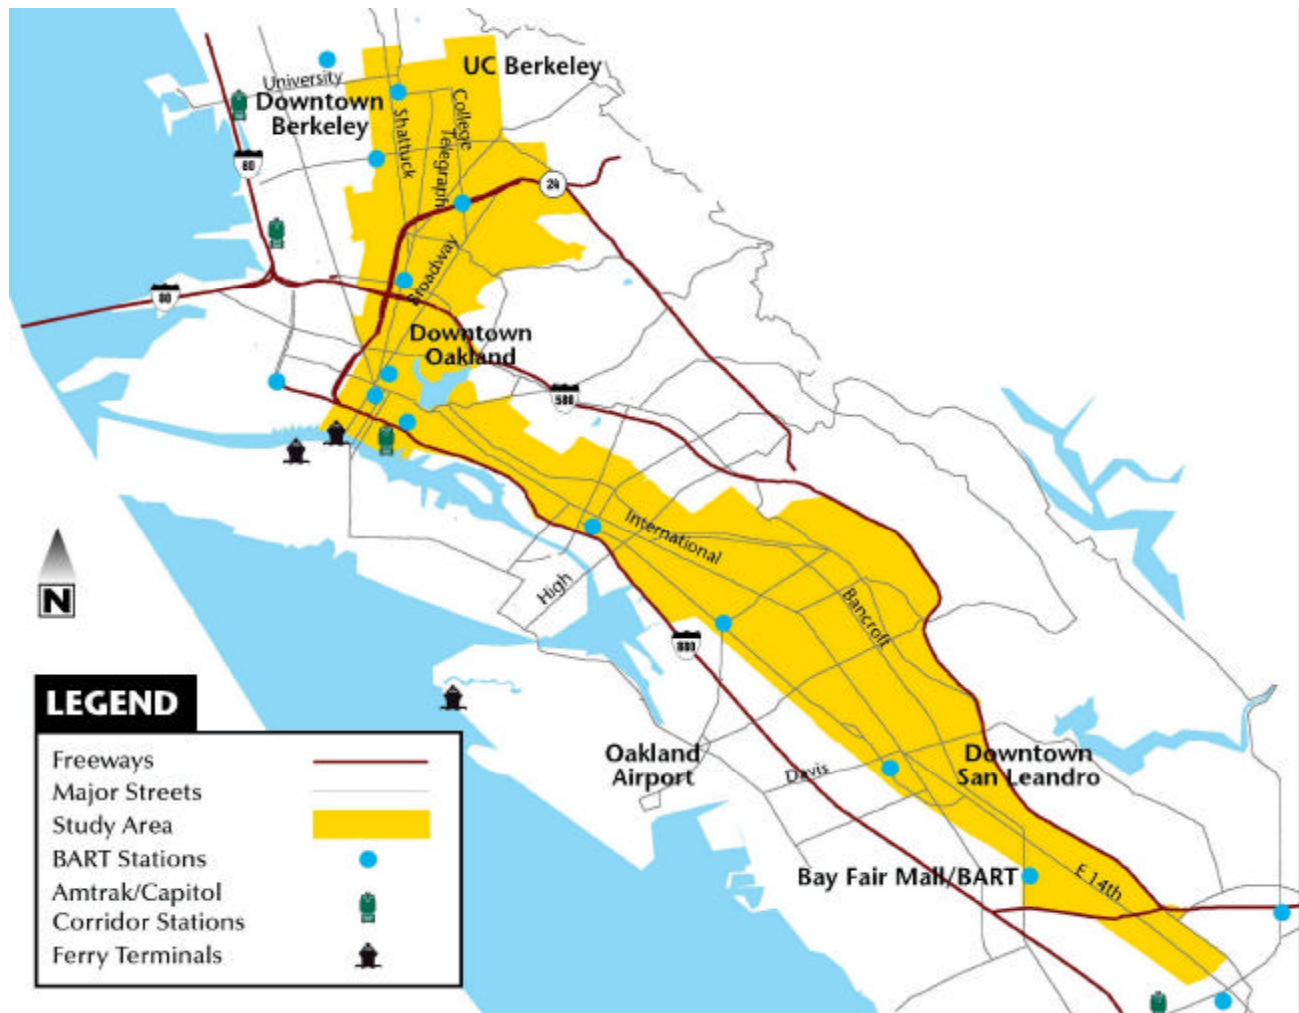 UC Berkeley
University
Downtown
Berkeley
Shattuck
College
Telegraph
80
24
Broadway
80
Downtown
Oakland
580
International
High
Bancroft
880
N
Oakland
Airport
Davis
Downtown
San Leandro
Bay Fair Mall/BART
E 14th
LEGEND
Freeways
Major Streets
Study Area
BART Stations
Amtrak/Capitol
Corridor Stations
Ferry Terminals